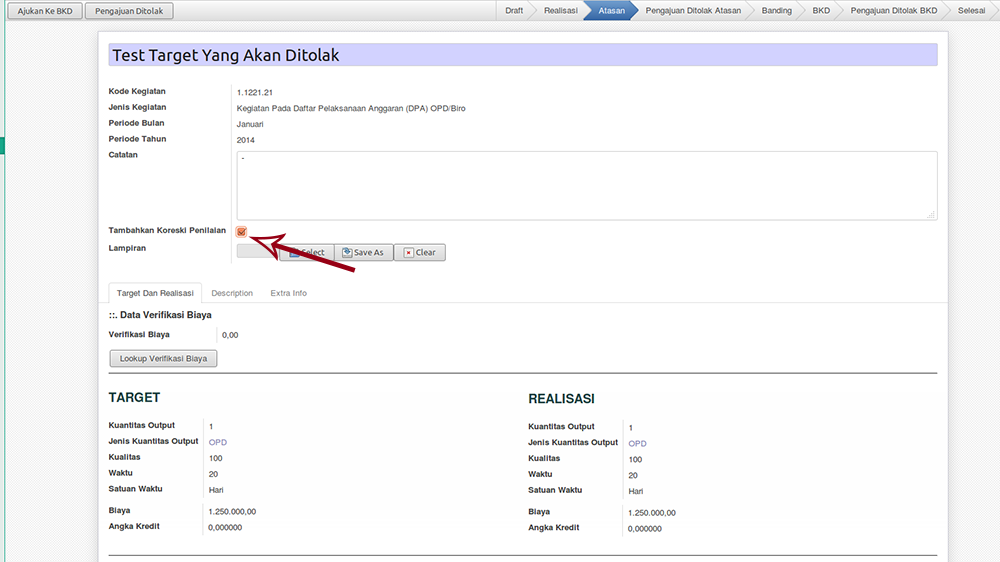 Ajukan Ke BKD Pengajuan Ditolak Draft Realisasi Atasan Pengajuan Ditolak Atasan Banding BKD Pengajuan Ditolak BKD Selesai
Test Target Yang Akan Ditolak
Kode Kegiatan 1.1221.21
Jenis Kegiatan Kegiatan Pada Daftar Pelaksanaan Anggaran (DPA) OPD/Biro
Periode Bulan Januari
Periode Tahun 2014
Catatan -
Tambahkan Koreski Penilaian
Lampiran Select Save As Clear
Target Dan Realisasi Description Extra Info
::. Data Verifikasi Biaya
Verifikasi Biaya 0,00
Lookup Verifikasi Biaya
TARGET
Kuantitas Output 1
Jenis Kuantitas Output OPD
Kualitas 100
Waktu 20
Satuan Waktu Hari
Biaya 1.250.000,00
Angka Kredit 0,000000
REALISASI
Kuantitas Output 1
Jenis Kuantitas Output OPD
Kualitas 100
Waktu 20
Satuan Waktu Hari
Biaya 1.250.000,00
Angka Kredit 0,000000